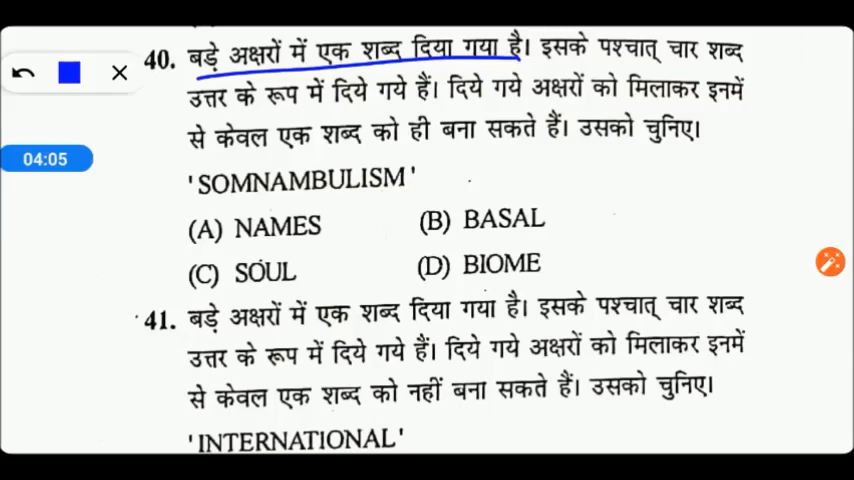 40. बड़े अक्षरों में एक शब्द दिया गया है। इसके पश्चात् चार शब्द
उत्तर के रूप में दिये गये हैं। दिये गये अक्षरों को मिलाकर इनमें
से केवल एक शब्द को ही बना सकते हैं। उसको चुनिए।
04:05
'SOMNAMBULISM'
(A) NAMES (B) BASAL
(C) SOUL (D) BIOME
41. बड़े अक्षरों में एक शब्द दिया गया है। इसके पश्चात् चार शब्द
उत्तर के रूप में दिये गये हैं। दिये गये अक्षरों को मिलाकर इनमें
से केवल एक शब्द को नहीं बना सकते हैं। उसको चुनिए।
'INTERNATIONAL'